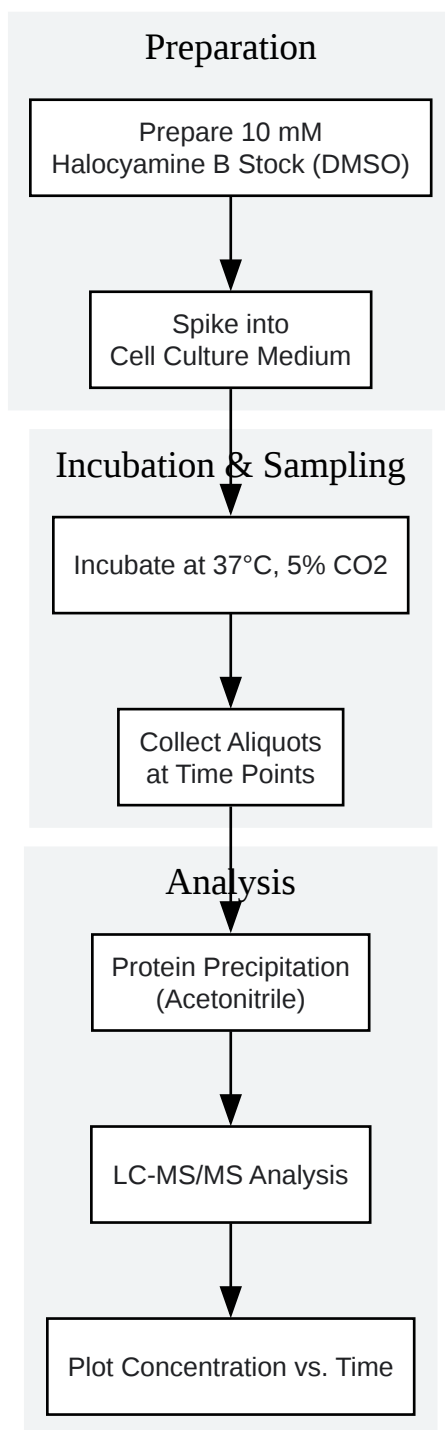 Preparation
Prepare 10 mM
Halocyamine B Stock (DMSO)
Spike into
Cell Culture Medium
Incubation & Sampling
Incubate at 37°C, 5% CO2
Collect Aliquots
at Time Points
Analysis
Protein Precipitation
(Acetonitrile)
LC-MS/MS Analysis
Plot Concentration vs. Time